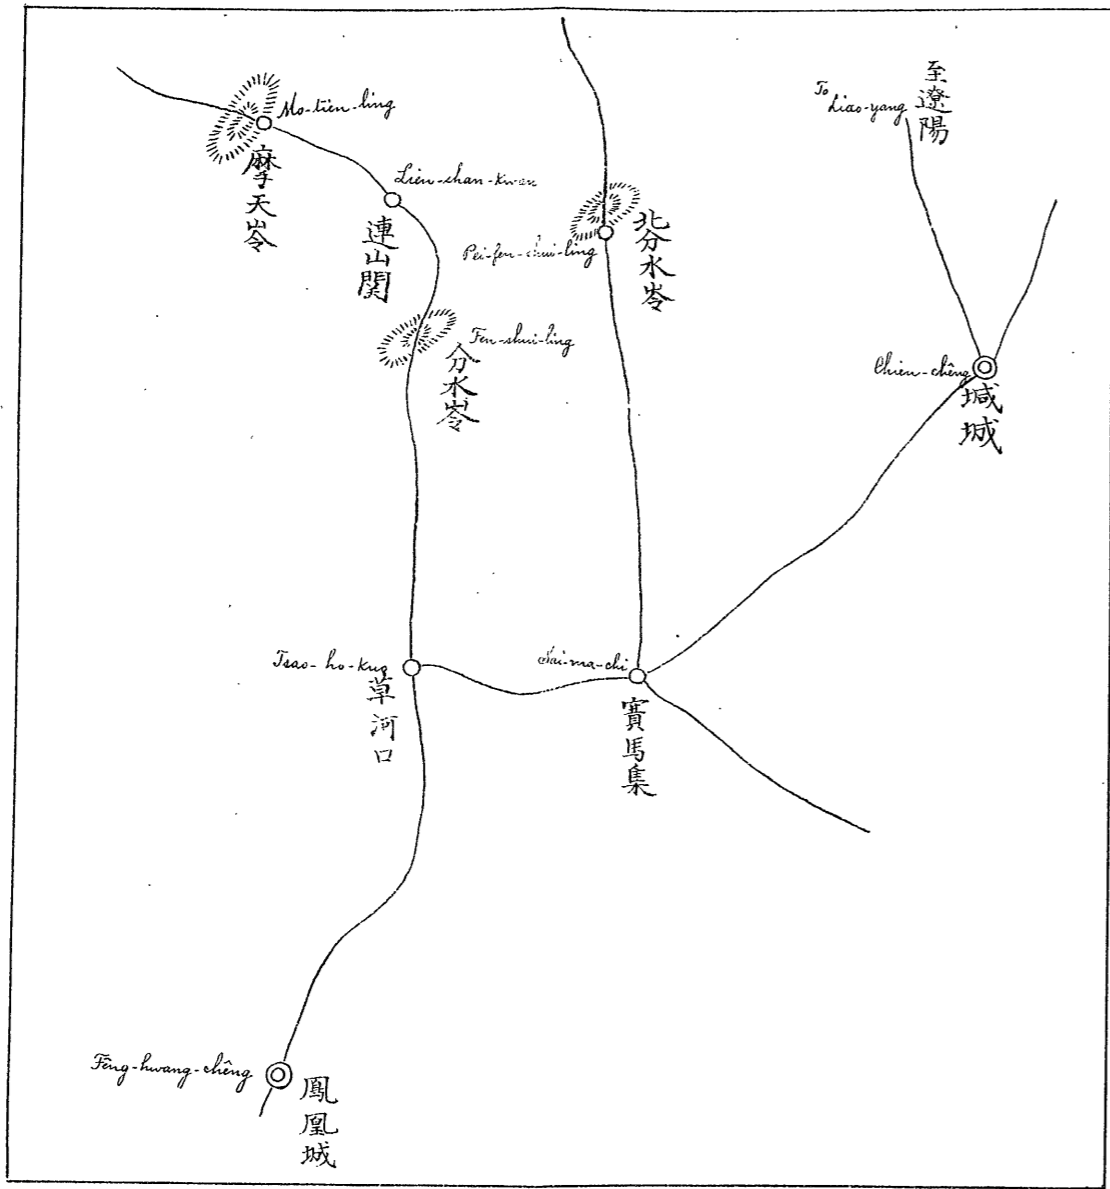 Mo-tien-ling
摩天岺
Lien-chan-kwan
連山関
To Liao-yang
至遼陽
Pei-fen-shui-ling
北分水岺
Fen-shui-ling
分水岺
Chien-chêng
堿城
Tsao-ho-kuo
草河口
Sai-ma-chi
賽馬集
Fêng-hwang-chêng
鳳凰城